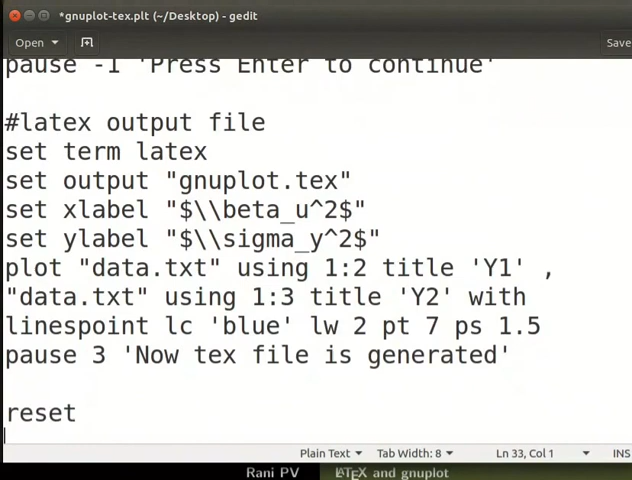 *gnuplot-tex.plt (~/Desktop) - gedit
Open
Save
pause -1 'Press Enter to continue'
#latex output file
set term latex
set output "gnuplot.tex"
set xlabel "$\\beta_u^2$"
set ylabel "$\\sigma_y^2$"
plot "data.txt" using 1:2 title 'Y1' ,
"data.txt" using 1:3 title 'Y2' with
linespoint lc 'blue' lw 2 pt 7 ps 1.5
pause 3 'Now tex file is generated'
reset
Plain Text Tab Width: 8 Ln 33, Col 1 INS
Rani PV LATEX and gnuplot